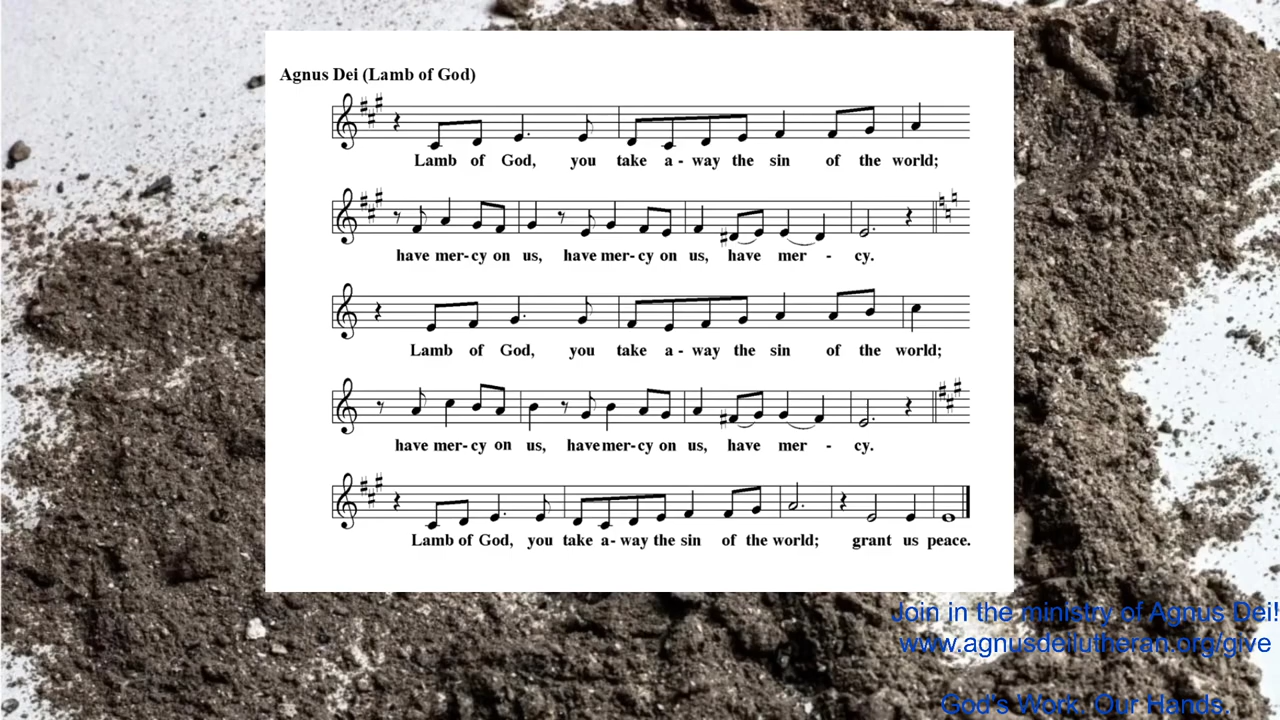 Agnus Dei (Lamb of God)
Lamb of God, you take a - way the sin of the world;
have mer- cy on us, have mer- cy on us, have mer - cy.
Lamb of God, you take a - way the sin of the world;
have mer- cy on us, have mer- cy on us, have mer - cy.
Lamb of God, you take a- way the sin of the world; grant us peace.
Join in the ministry of Agnus Dei!
www.agnusdeilutheran.org/give
God's Work. Our Hands.